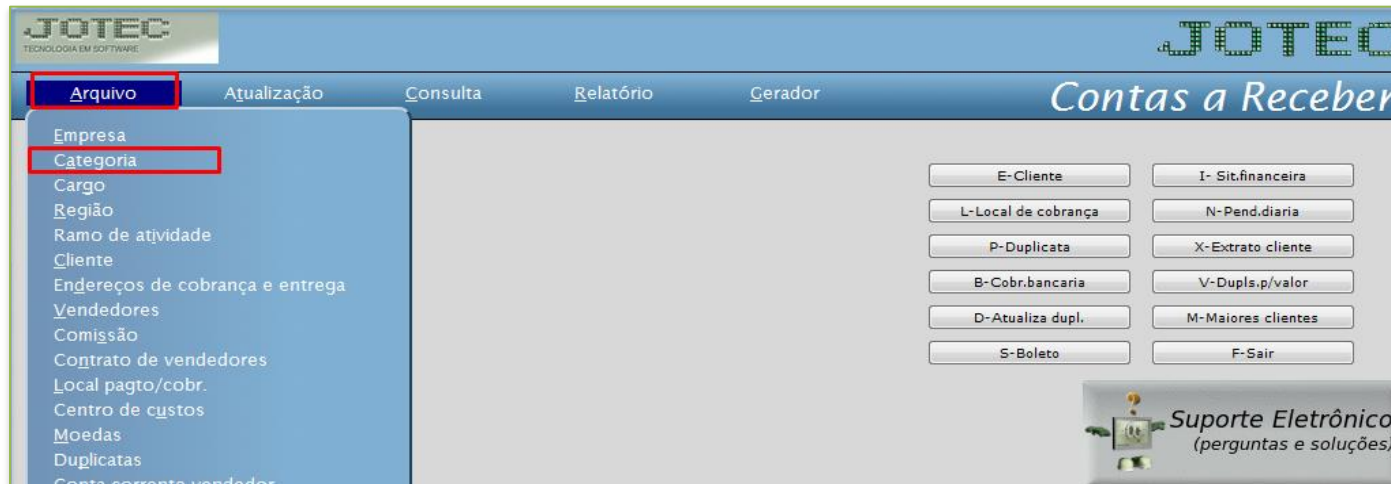 JOTEC
TECNOLOGIA EM SOFTWARE
JOTEC
Arquivo Atualização Consulta Relatório Gerador Contas a Receber
Empresa
Categoria
Cargo
Região
Ramo de atividade
Cliente
Endereços de cobrança e entrega
Vendedores
Comissão
Contrato de vendedores
Local pagto/cobr.
Centro de custos
Moedas
Duplicatas
Conta corrente vendedor
E-Cliente I- Sit.financeira
L-Local de cobrança N-Pend.diaria
P-Duplicata X-Extrato cliente
B-Cobr.bancaria V-Dupls.p/valor
D-Atualiza dupl. M-Maiores clientes
S-Boleto F-Sair
Suporte Eletrônico
(perguntas e soluções)